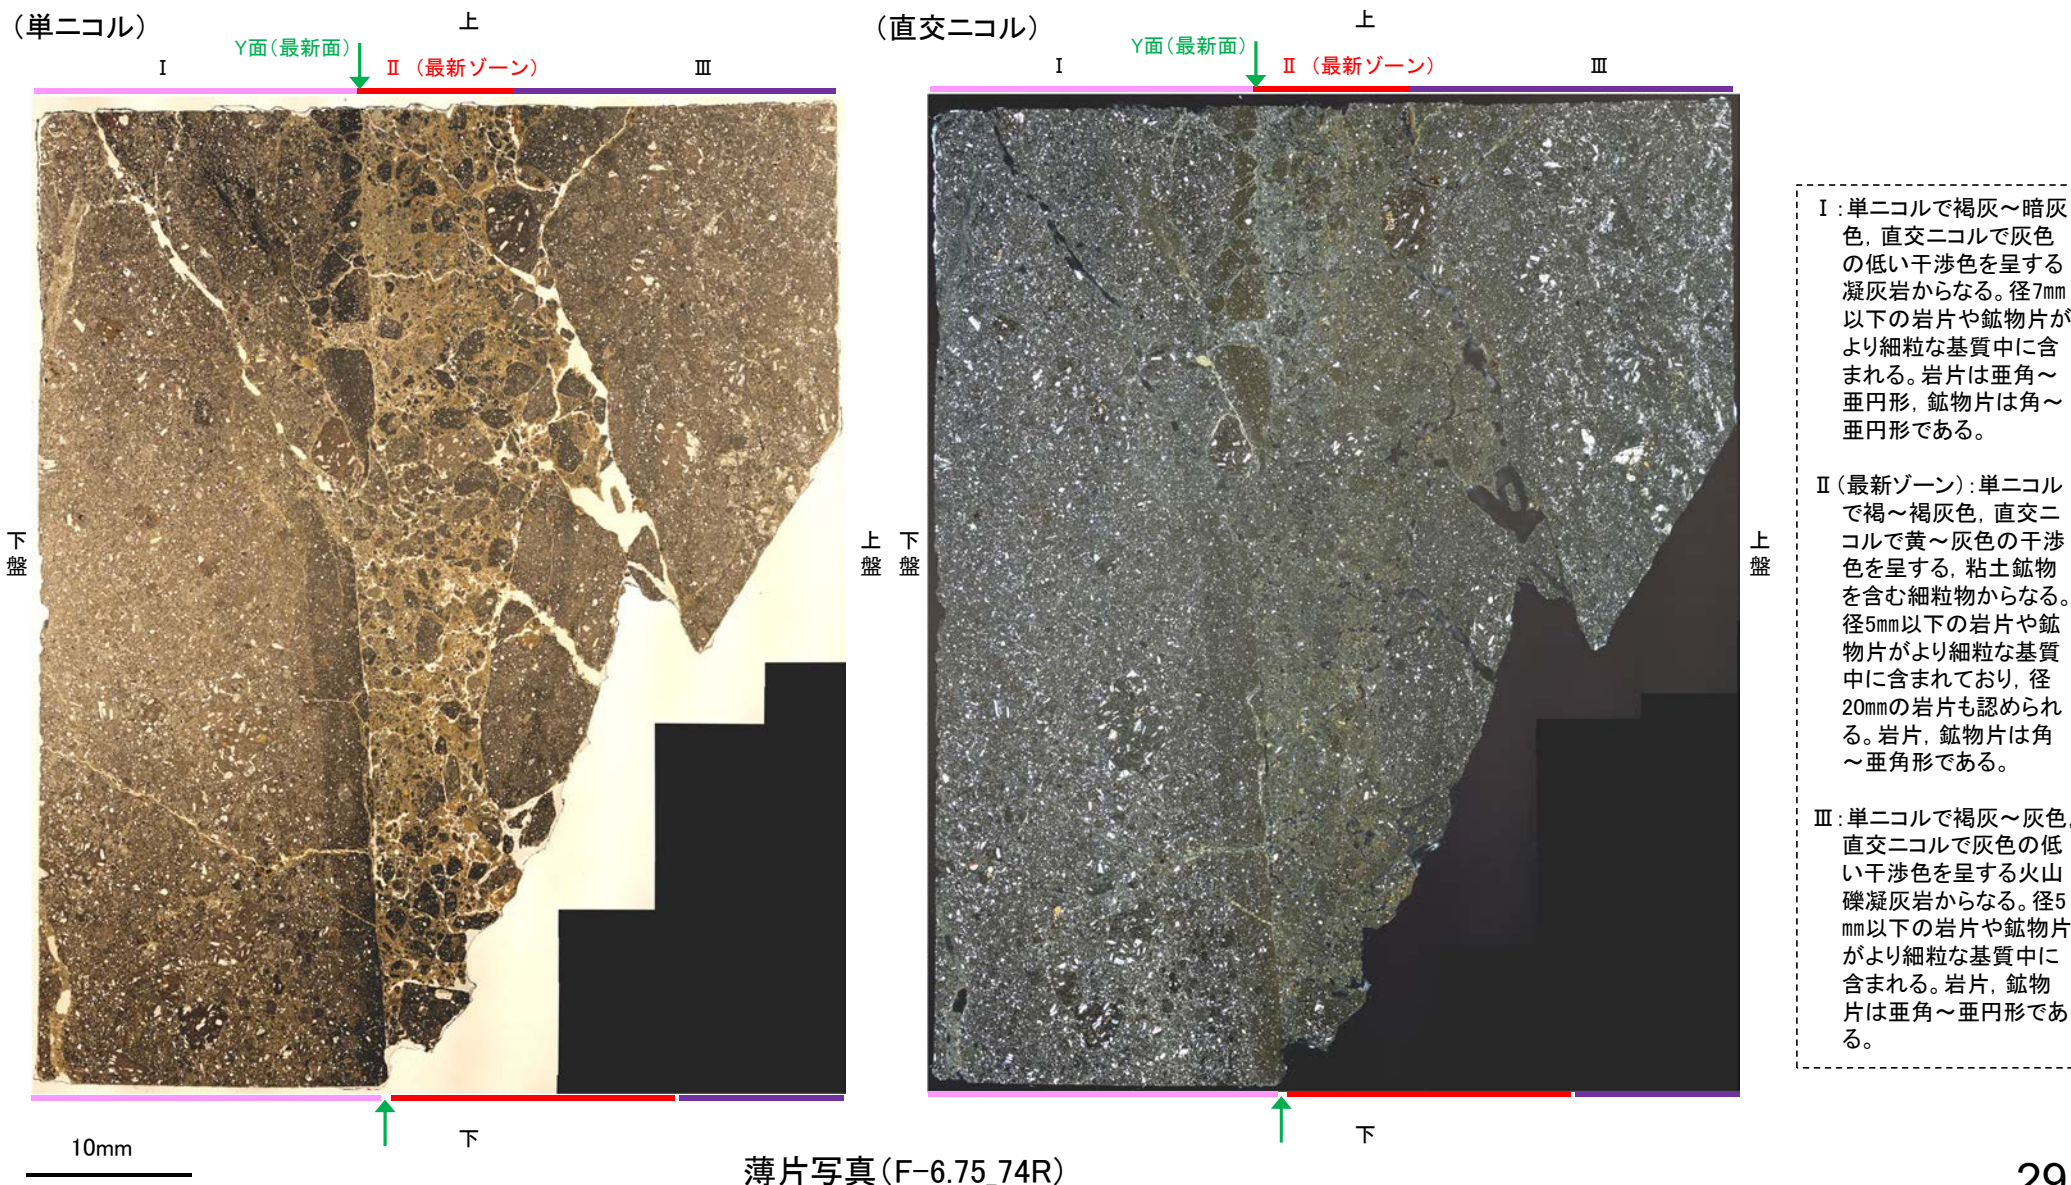 （単ニコル）
上
Y面（最新面）
Ⅰ
Ⅱ （最新ゾーン）
Ⅲ
下盤
上盤
下
10mm
（直交ニコル）
上
Y面（最新面）
Ⅰ
Ⅱ （最新ゾーン）
Ⅲ
下盤
上盤
下
Ⅰ：単ニコルで褐灰～暗灰
色，直交ニコルで灰色
の低い干渉色を呈する
凝灰岩からなる。径7mm
以下の岩片や鉱物片が
より細粒な基質中に含
まれる。岩片は亜角～
亜円形，鉱物片は角～
亜円形である。
Ⅱ（最新ゾーン）：単ニコル
で褐～褐灰色，直交ニ
コルで黄～灰色の干渉
色を呈する，粘土鉱物
を含む細粒物からなる。
径5mm以下の岩片や鉱
物片がより細粒な基質
中に含まれており，径
20mmの岩片も認められ
る。岩片，鉱物片は角
～亜角形である。
Ⅲ：単ニコルで褐灰～灰色，
直交ニコルで灰色の低
い干渉色を呈する火山
礫凝灰岩からなる。径5
mm以下の岩片や鉱物片
がより細粒な基質中に
含まれる。岩片，鉱物
片は亜角～亜円形であ
る。
薄片写真（F-6.75_74R）
29